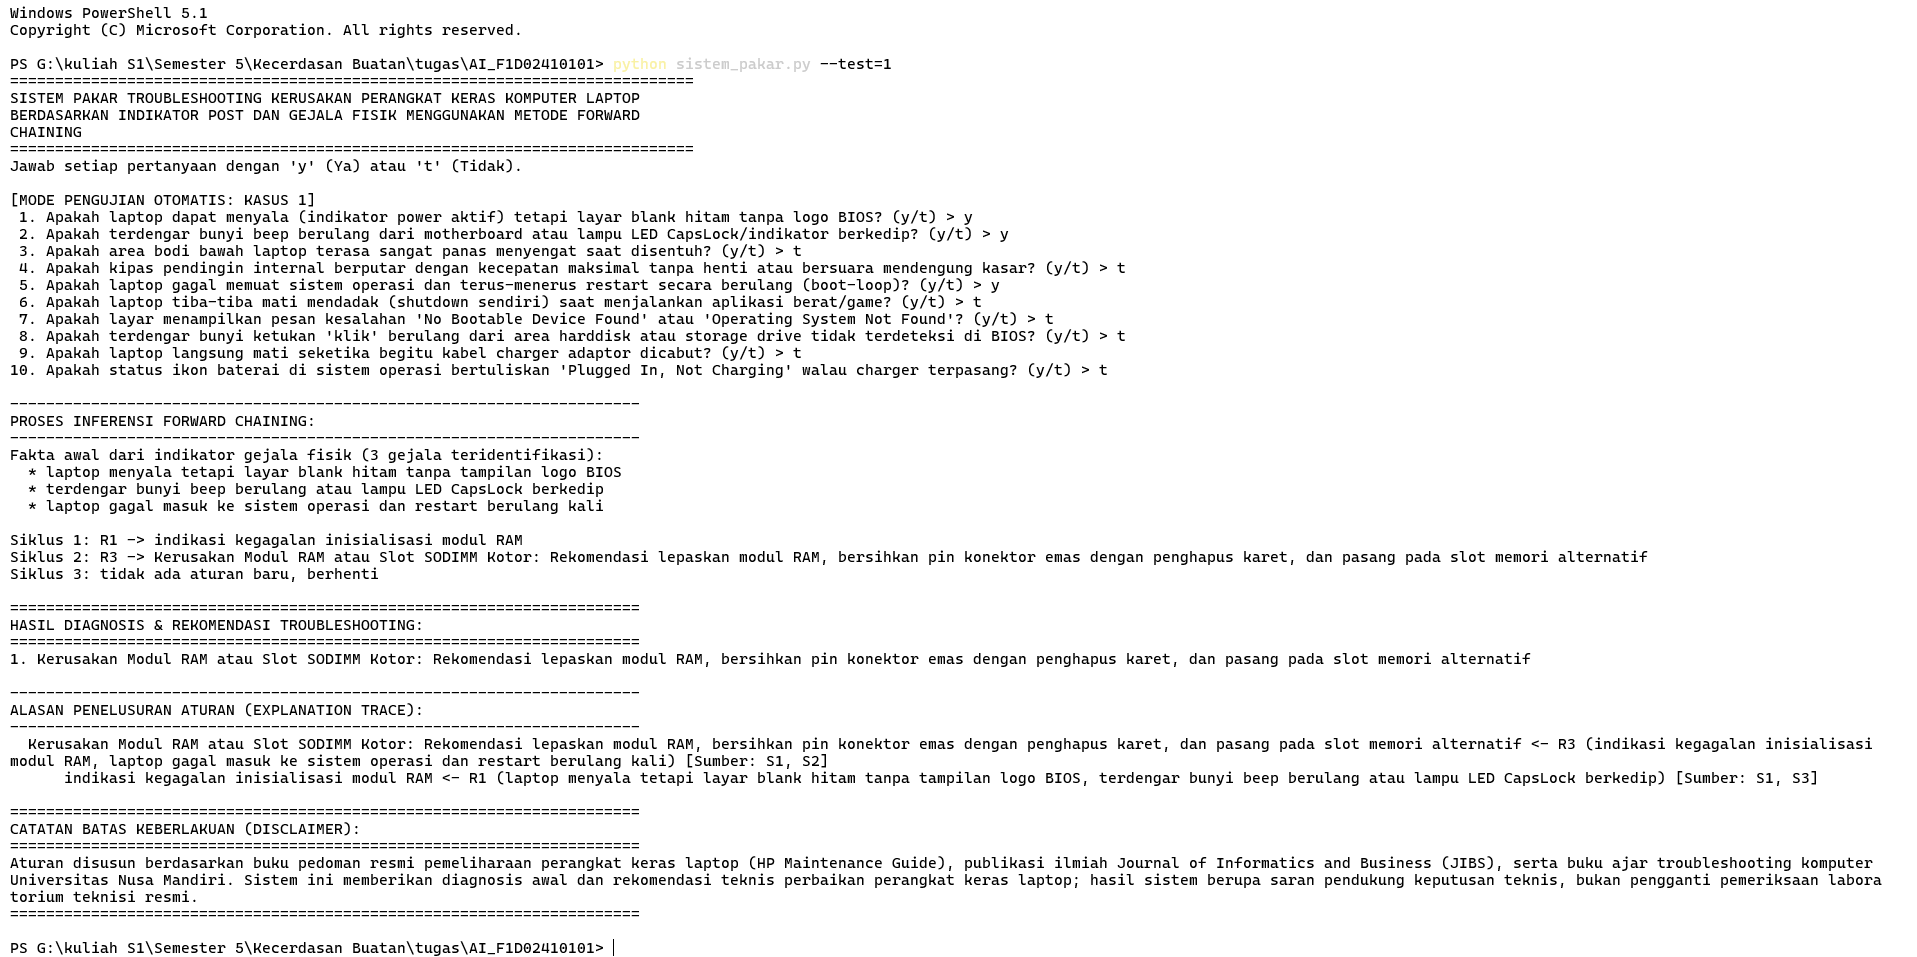 Windows PowerShell 5.1
Copyright (C) Microsoft Corporation. All rights reserved.
PS G:\kuliah S1\Semester 5\Kecerdasan Buatan\tugas\AI_F1D02410101> python sistem_pakar.py --test=1
============================================================================
SISTEM PAKAR TROUBLESHOOTING KERUSAKAN PERANGKAT KERAS KOMPUTER LAPTOP
BERDASARKAN INDIKATOR POST DAN GEJALA FISIK MENGGUNAKAN METODE FORWARD
CHAINING
============================================================================
Jawab setiap pertanyaan dengan 'y' (Ya) atau 't' (Tidak).
[MODE PENGUJIAN OTOMATIS: KASUS 1]
1. Apakah laptop dapat menyala (indikator power aktif) tetapi layar blank hitam tanpa logo BIOS? (y/t) > y
2. Apakah terdengar bunyi beep berulang dari motherboard atau lampu LED CapsLock/indikator berkedip? (y/t) > y
3. Apakah area bodi bawah laptop terasa sangat panas menyengat saat disentuh? (y/t) > t
4. Apakah kipas pendingin internal berputar dengan kecepatan maksimal tanpa henti atau bersuara mendengung kasar? (y/t) > t
5. Apakah laptop gagal memuat sistem operasi dan terus-menerus restart secara berulang (boot-loop)? (y/t) > y
6. Apakah laptop tiba-tiba mati mendadak (shutdown sendiri) saat menjalankan aplikasi berat/game? (y/t) > t
7. Apakah layar menampilkan pesan kesalahan 'No Bootable Device Found' atau 'Operating System Not Found'? (y/t) > t
8. Apakah terdengar bunyi ketukan 'klik' berulang dari area harddisk atau storage drive tidak terdeteksi di BIOS? (y/t) > t
9. Apakah laptop langsung mati seketika begitu kabel charger adaptor dicabut? (y/t) > t
10. Apakah status ikon baterai di sistem operasi bertuliskan 'Plugged In, Not Charging' walau charger terpasang? (y/t) > t
----------------------------------------------------------------------
PROSES INFERENSI FORWARD CHAINING:
----------------------------------------------------------------------
Fakta awal dari indikator gejala fisik (3 gejala teridentifikasi):
* laptop menyala tetapi layar blank hitam tanpa tampilan logo BIOS
* terdengar bunyi beep berulang atau lampu LED CapsLock berkedip
* laptop gagal masuk ke sistem operasi dan restart berulang kali
Siklus 1: R1 -> indikasi kegagalan inisialisasi modul RAM
Siklus 2: R3 -> Kerusakan Modul RAM atau Slot SODIMM Kotor: Rekomendasi lepaskan modul RAM, bersihkan pin konektor emas dengan penghapus karet, dan pasang pada slot memori alternatif
Siklus 3: tidak ada aturan baru, berhenti
======================================================================
HASIL DIAGNOSIS & REKOMENDASI TROUBLESHOOTING:
======================================================================
1. Kerusakan Modul RAM atau Slot SODIMM Kotor: Rekomendasi lepaskan modul RAM, bersihkan pin konektor emas dengan penghapus karet, dan pasang pada slot memori alternatif
----------------------------------------------------------------------
ALASAN PENELUSURAN ATURAN (EXPLANATION TRACE):
----------------------------------------------------------------------
Kerusakan Modul RAM atau Slot SODIMM Kotor: Rekomendasi lepaskan modul RAM, bersihkan pin konektor emas dengan penghapus karet, dan pasang pada slot memori alternatif <- R3 (indikasi kegagalan inisialisasi
modul RAM, laptop gagal masuk ke sistem operasi dan restart berulang kali) [Sumber: S1, S2]
indikasi kegagalan inisialisasi modul RAM <- R1 (laptop menyala tetapi layar blank hitam tanpa tampilan logo BIOS, terdengar bunyi beep berulang atau lampu LED CapsLock berkedip) [Sumber: S1, S3]
======================================================================
CATATAN BATAS KEBERLAKUAN (DISCLAIMER):
======================================================================
Aturan disusun berdasarkan buku pedoman resmi pemeliharaan perangkat keras laptop (HP Maintenance Guide), publikasi ilmiah Journal of Informatics and Business (JIBS), serta buku ajar troubleshooting komputer
Universitas Nusa Mandiri. Sistem ini memberikan diagnosis awal dan rekomendasi teknis perbaikan perangkat keras laptop; hasil sistem berupa saran pendukung keputusan teknis, bukan pengganti pemeriksaan labora
torium teknisi resmi.
======================================================================
PS G:\kuliah S1\Semester 5\Kecerdasan Buatan\tugas\AI_F1D02410101>